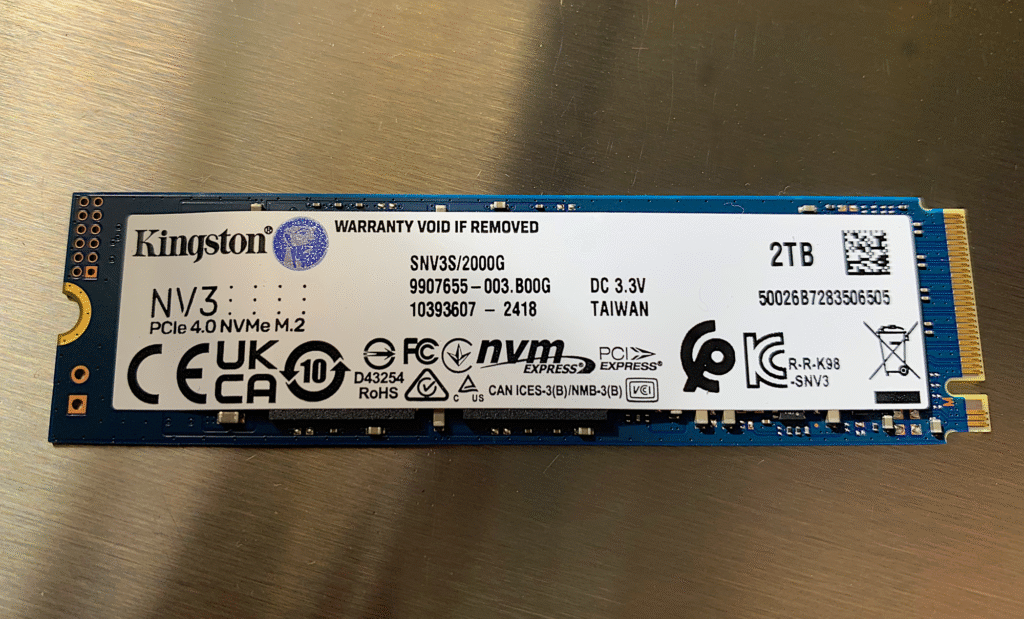 Kingston®
WARRANTY VOID IF REMOVED
SNV3S/2000G
9907655-003.B00G DC 3.3V
10393607 - 2418 TAIWAN
2TB
50026B7283506505
NV3
PCIe 4.0 NVMe M.2
CE UK CA 10
D43254
RoHS
FC
nvm EXPRESS®
PCI EXPRESS®
C US CAN ICES-3(B)/NMB-3(B) VCI
R-R-K98
-SNV3
M